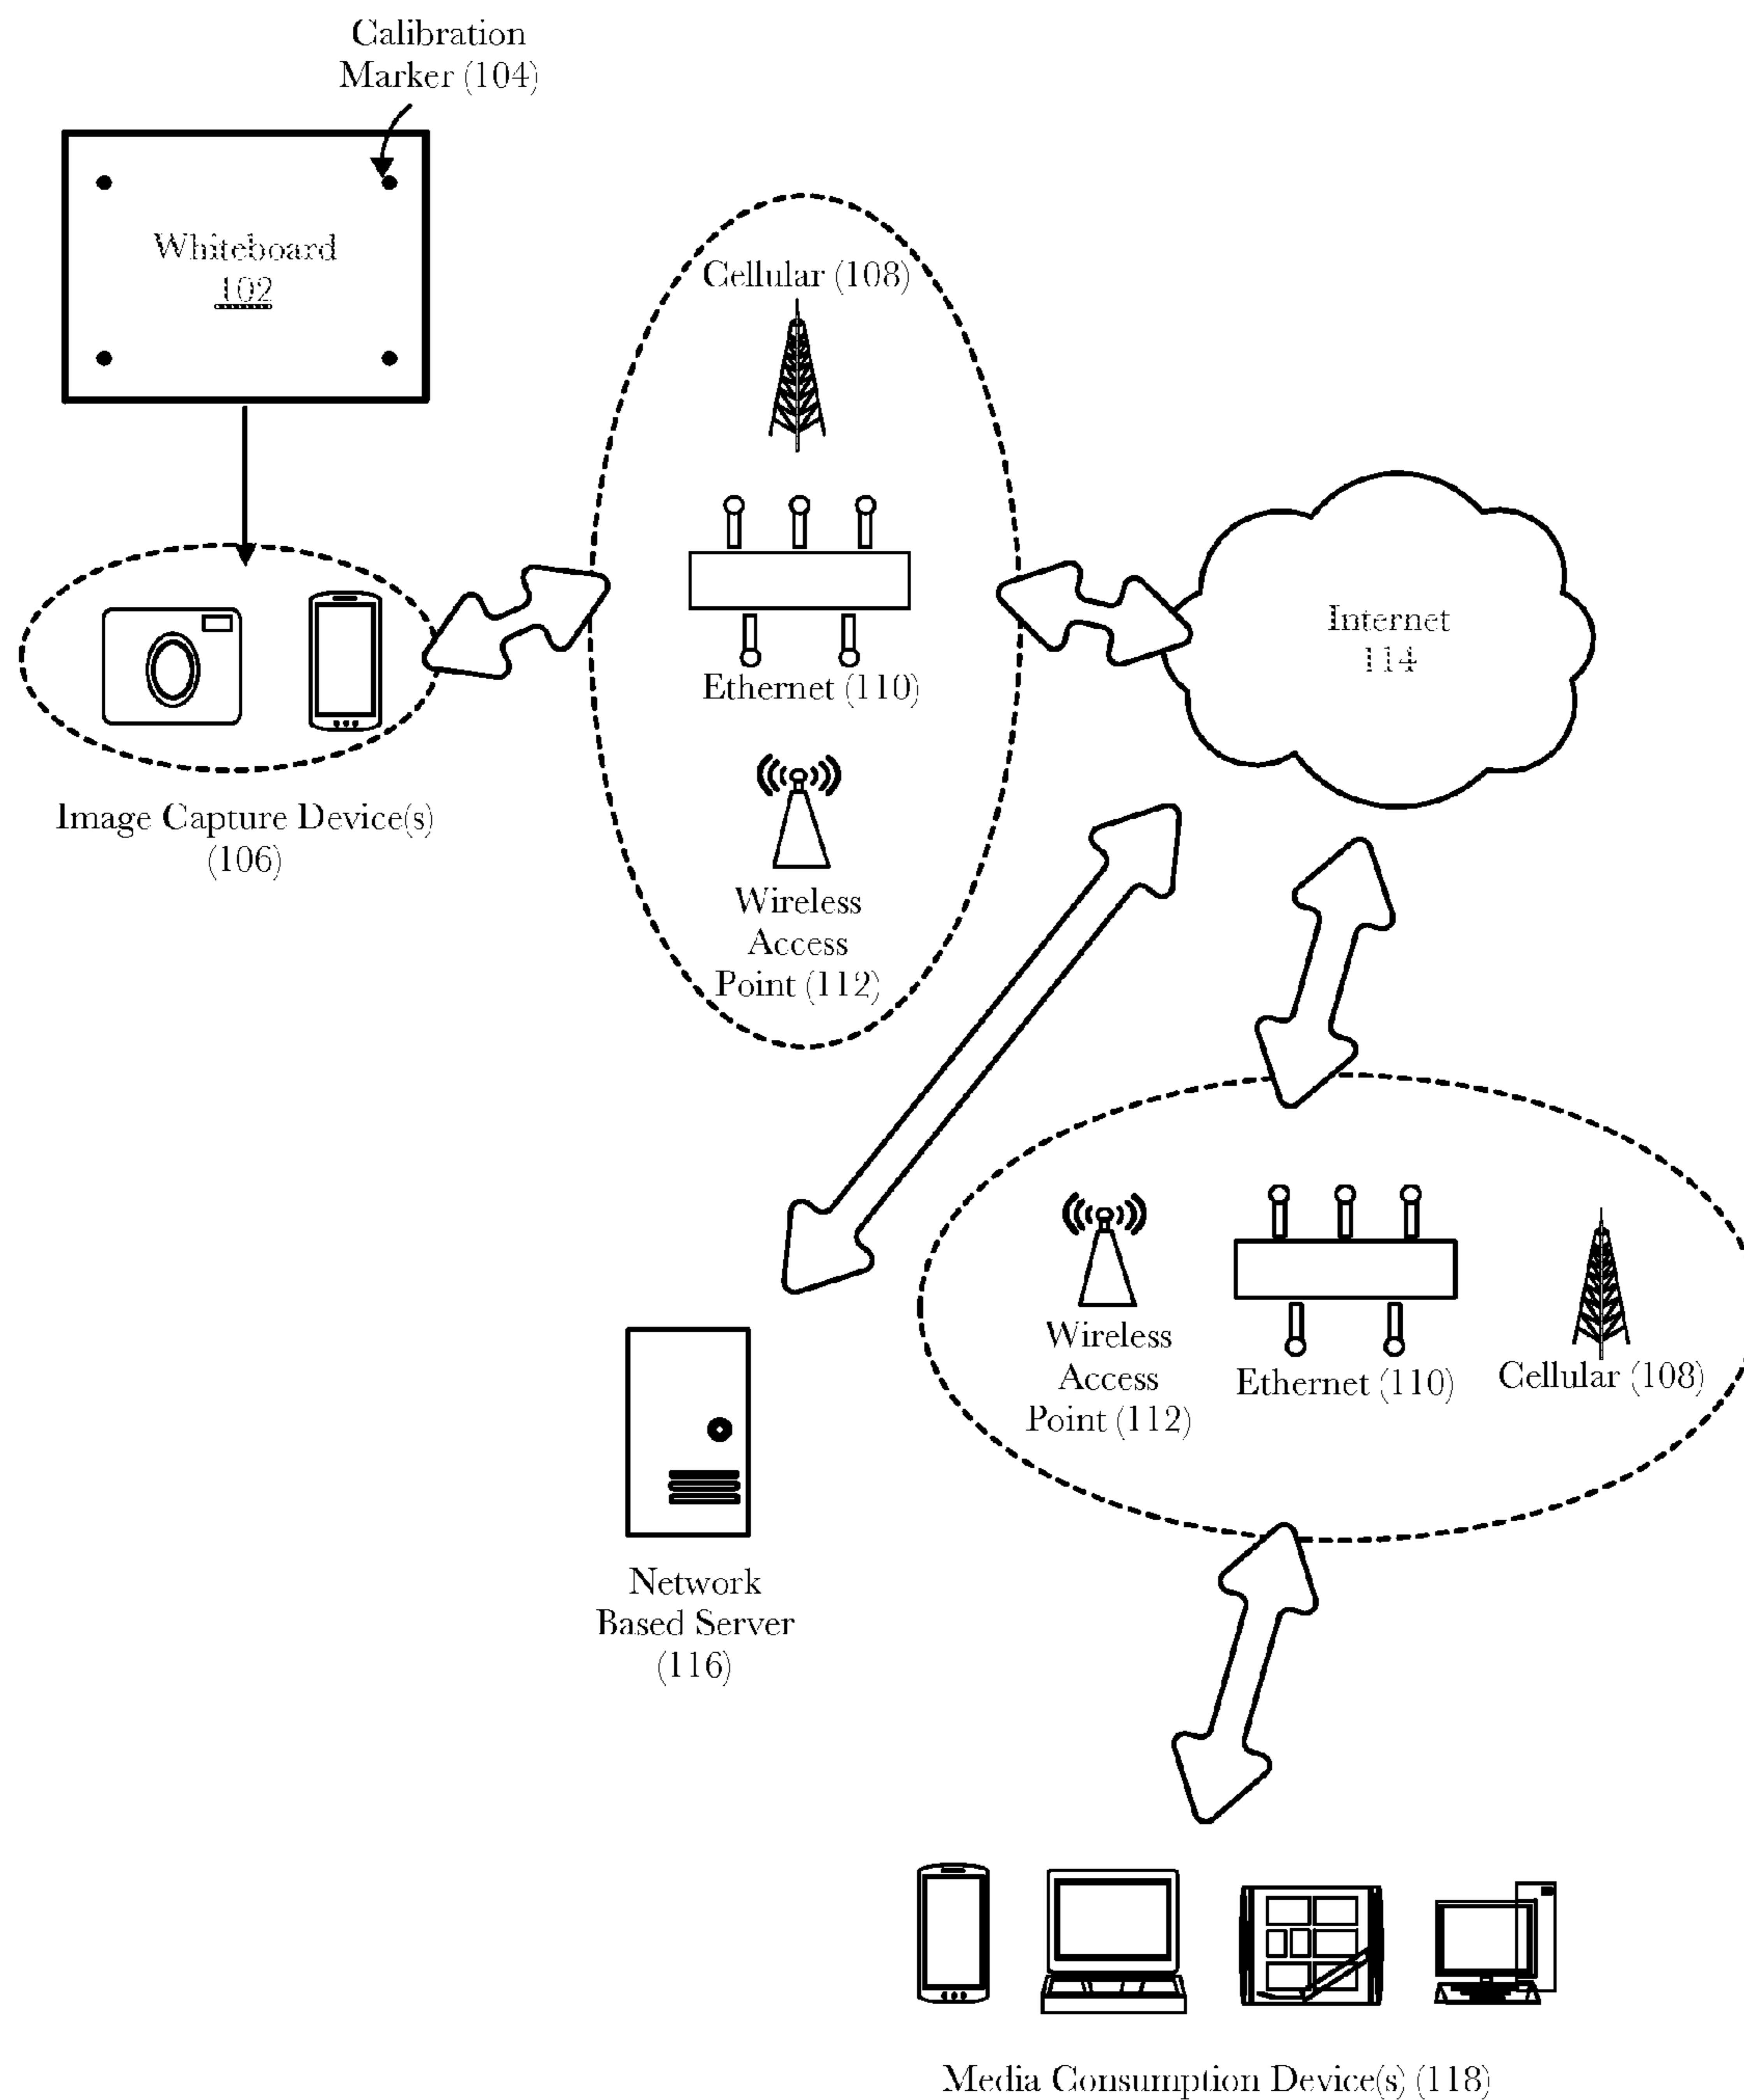 Calibration
Marker (104)
Whiteboard
102
Cellular (108)
Ethernet (110)
Wireless
Access
Point (112)
Image Capture Device(s)
(106)
Internet
114
Wireless
Access
Point (112)
Ethernet (110)
Cellular (108)
Network
Based Server
(116)
Media Consumption Device(s) (118)